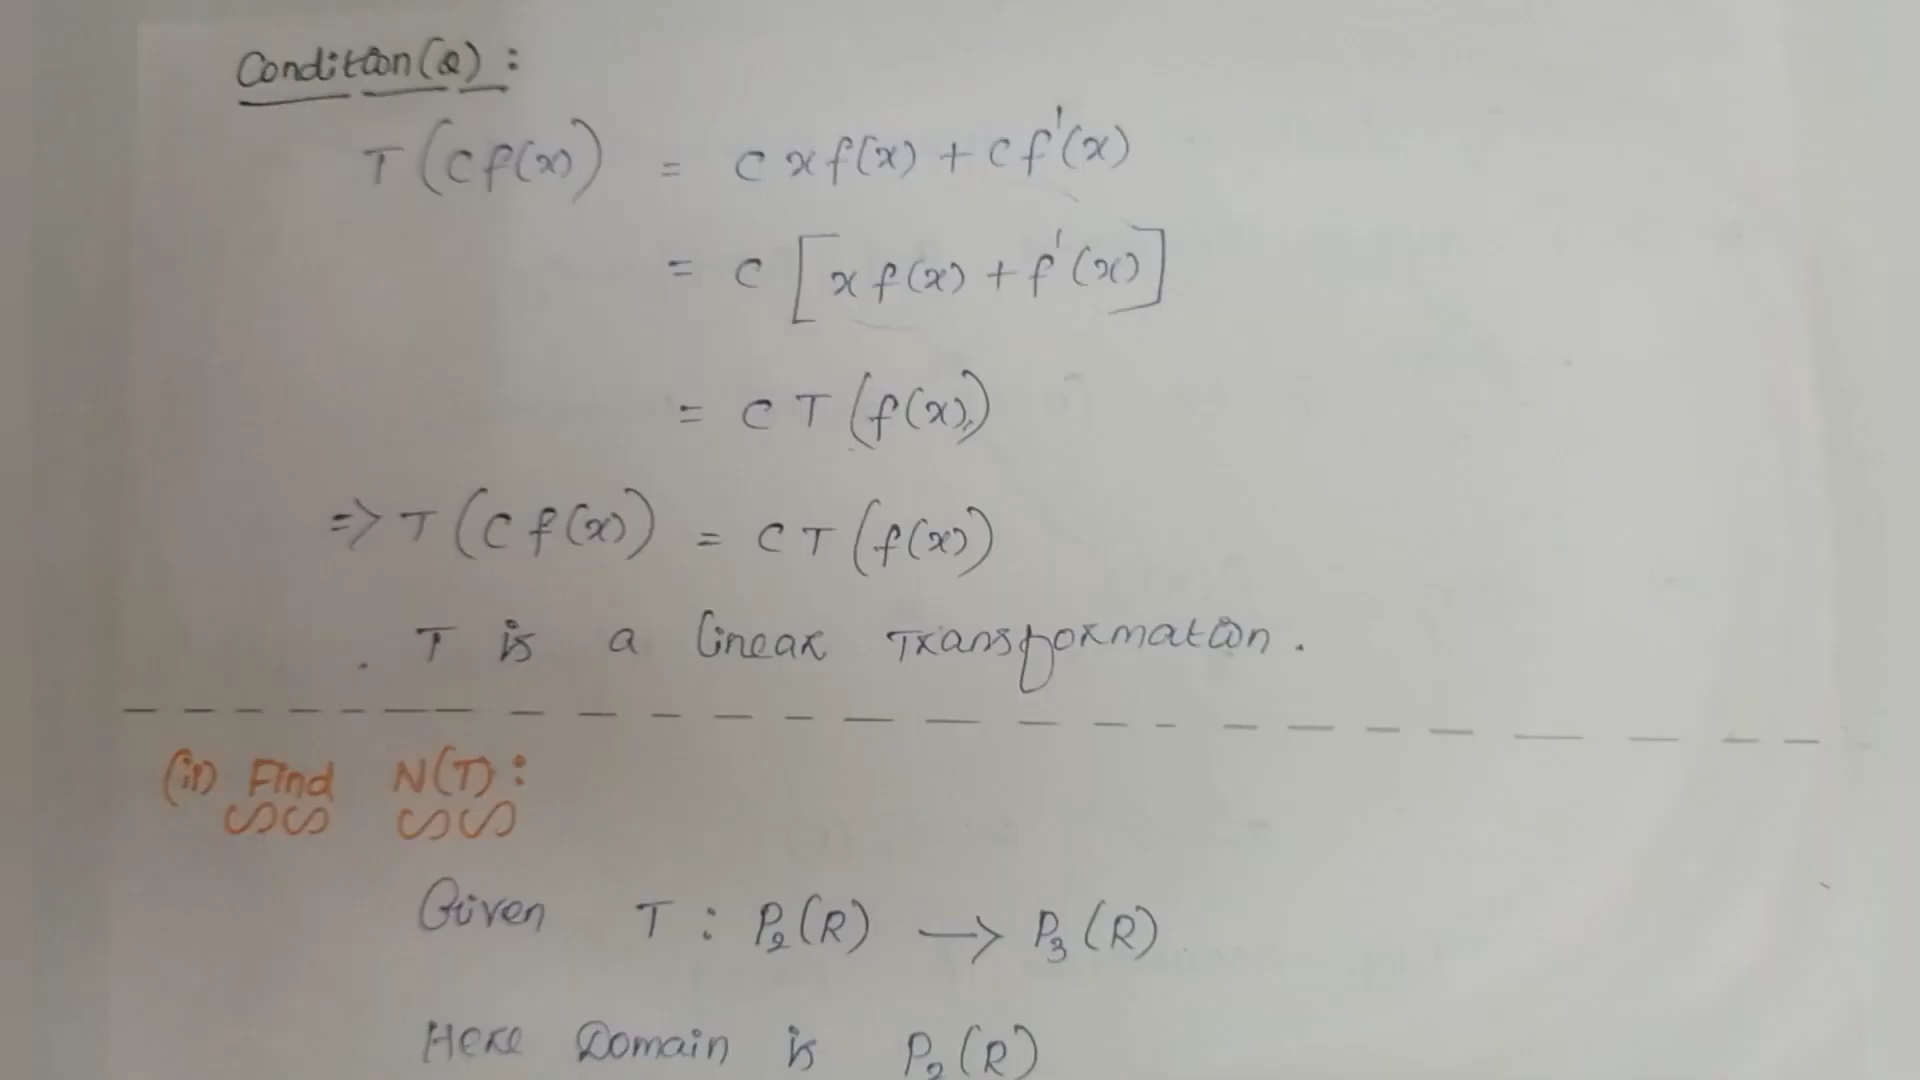 Condition (2) :
T(cf(x)) = c x f(x) + c f'(x)
= c [x f(x) + f'(x)]
= c T (f(x))
=> T(c f(x)) = c T (f(x))
. T is a linear Transformation.
(ii) Find N(T) :
Given T : P₂(R) → P₃(R)
Here Domain is P₂(R)